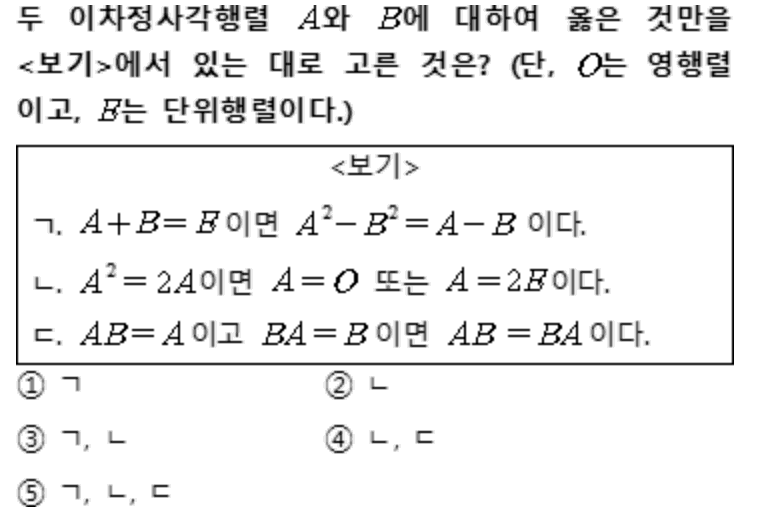 두 이차정사각행렬 A와 B에 대하여 옳은 것만을
<보기>에서 있는 대로 고른 것은? (단, O는 영행렬
이고, E는 단위행렬이다.)
<보기>
ㄱ. A+B=E이면 A²-B²=A-B 이다.
ㄴ. A²=2A이면 A=O 또는 A=2E이다.
ㄷ. AB=A이고 BA=B이면 AB=BA이다.
① ㄱ ② ㄴ
③ ㄱ, ㄴ ④ ㄴ, ㄷ
⑤ ㄱ, ㄴ, ㄷ